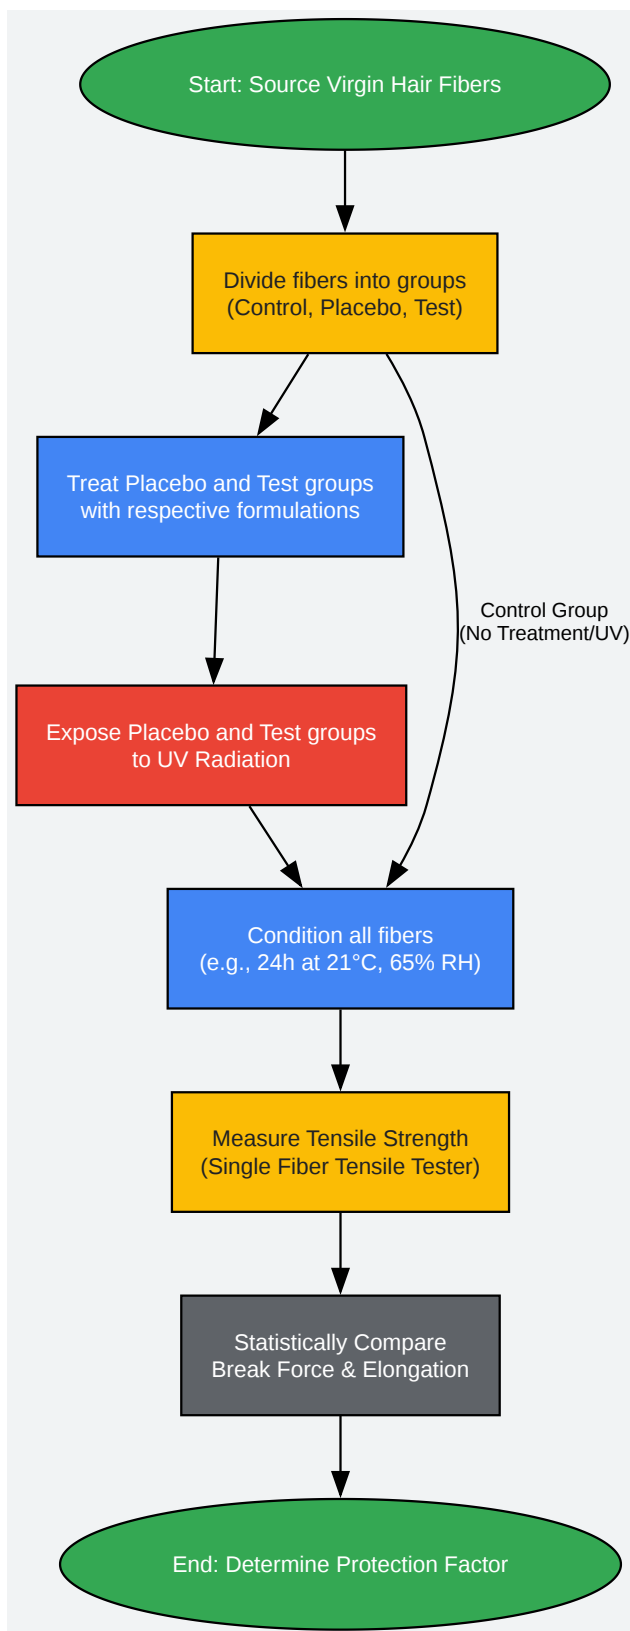 Start: Source Virgin Hair Fibers
Divide fibers into groups
(Control, Placebo, Test)
Treat Placebo and Test groups
with respective formulations
Control Group
(No Treatment/UV)
Expose Placebo and Test groups
to UV Radiation
Condition all fibers
(e.g., 24h at 21°C, 65% RH)
Measure Tensile Strength
(Single Fiber Tensile Tester)
Statistically Compare
Break Force & Elongation
End: Determine Protection Factor